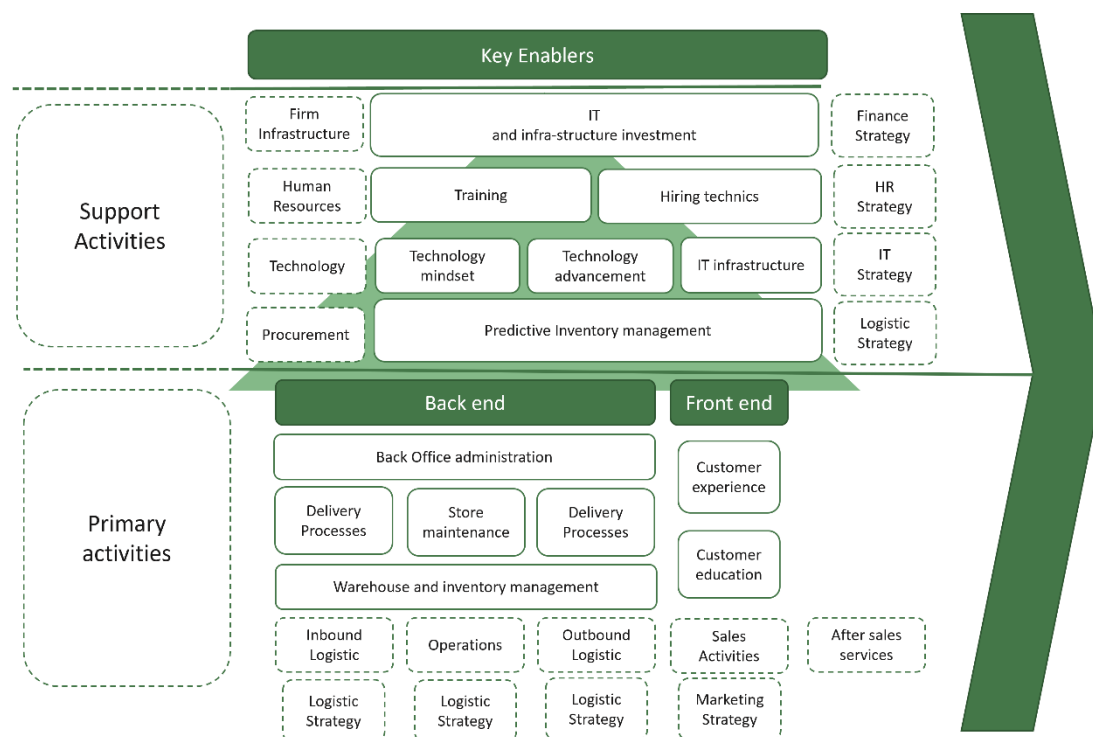 Key Enablers
Support
Activities
Firm
Infrastructure
IT
and infra-structure investment
Finance
Strategy
Human
Resources
Training
Hiring technics
HR
Strategy
Technology
Technology
mindset
Technology
advancement
IT infrastructure
IT
Strategy
Procurement
Predictive Inventory management
Logistic
Strategy
Primary
activities
Back end
Front end
Back Office administration
Customer
experience
Delivery
Processes
Store
maintenance
Delivery
Processes
Customer
education
Warehouse and inventory management
Inbound
Logistic
Operations
Outbound
Logistic
Sales
Activities
After sales
services
Logistic
Strategy
Logistic
Strategy
Logistic
Strategy
Marketing
Strategy